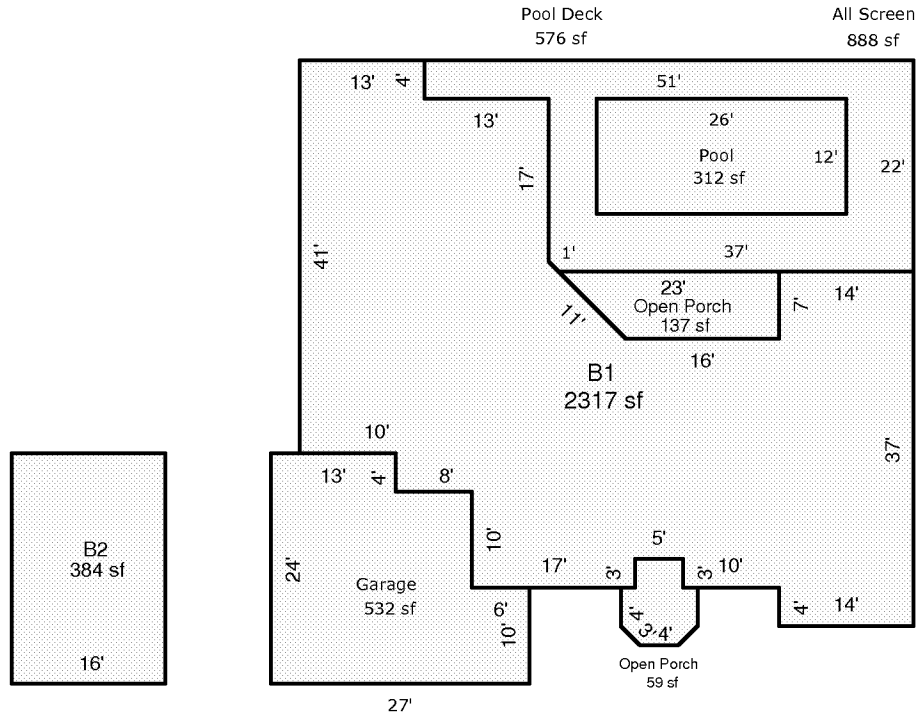 Pool Deck
576 sf
All Screen
888 sf
13'
4'
51'
13'
26'
Pool
312 sf
12'
22'
17'
41'
1'
37'
23'
Open Porch
137 sf
11'
7'
14'
16'
B1
2317 sf
37'
10'
13'
4'
8'
10'
5'
17'
3'
3'
10'
B2
384 sf
24'
Garage
532 sf
6'
10'
4'
3'
4'
4'
14'
16'
Open Porch
59 sf
27'